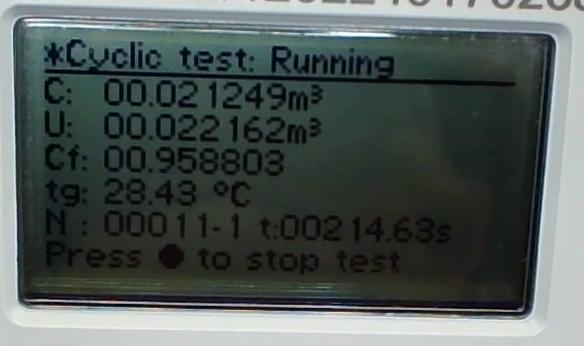 *Cyclic test: Running
C: 00.021249m³
U: 00.022162m³
Cf: 00.958803
tg: 28.43 °C
N : 00011-1 t:00214.63s
Press ● to stop test